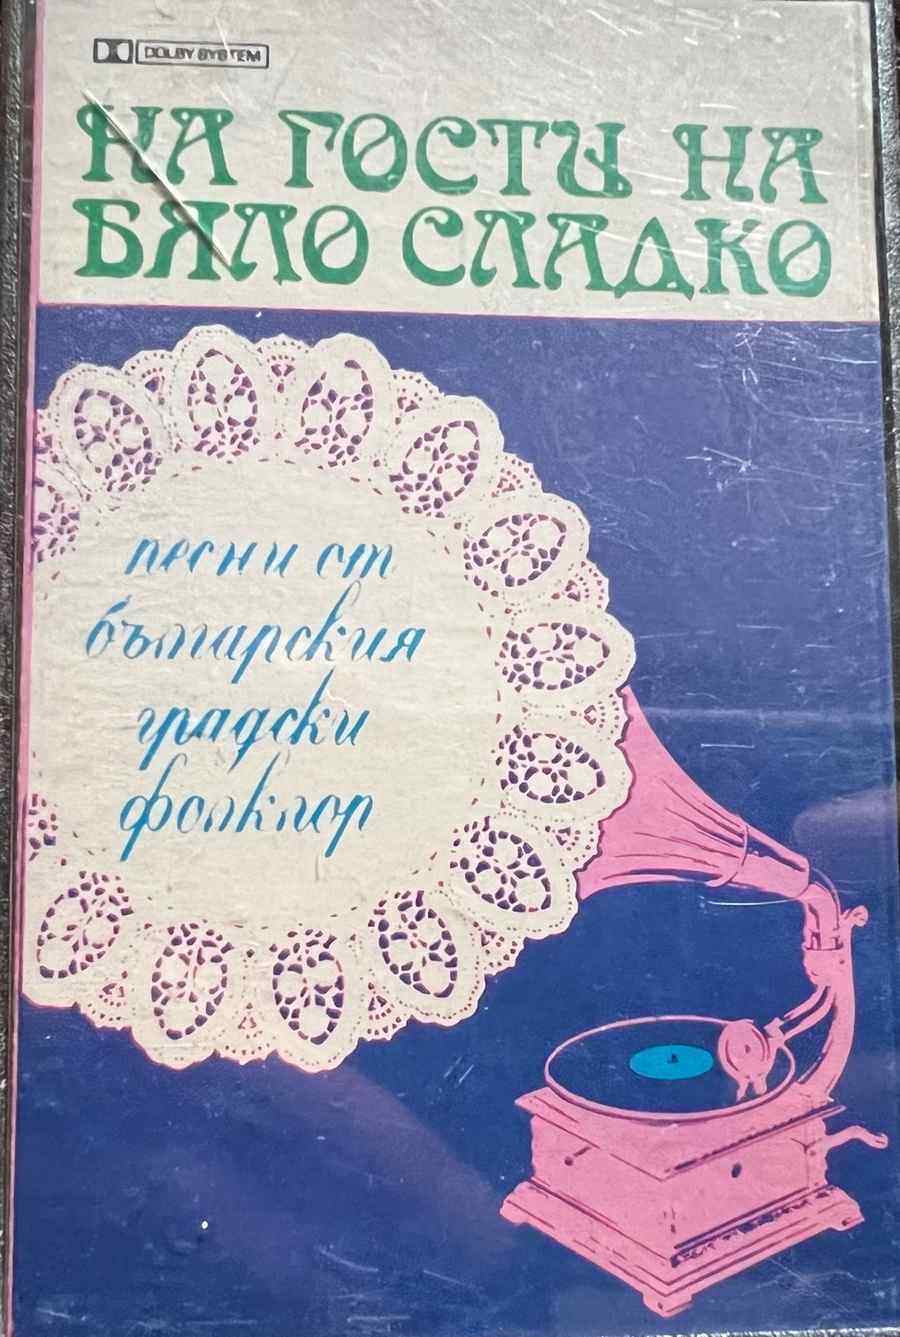 DOLBY SYSTEM
НА ГОСТИ НА
БЯЛО СЛАДКО
песни от
българския
градски
фолклор